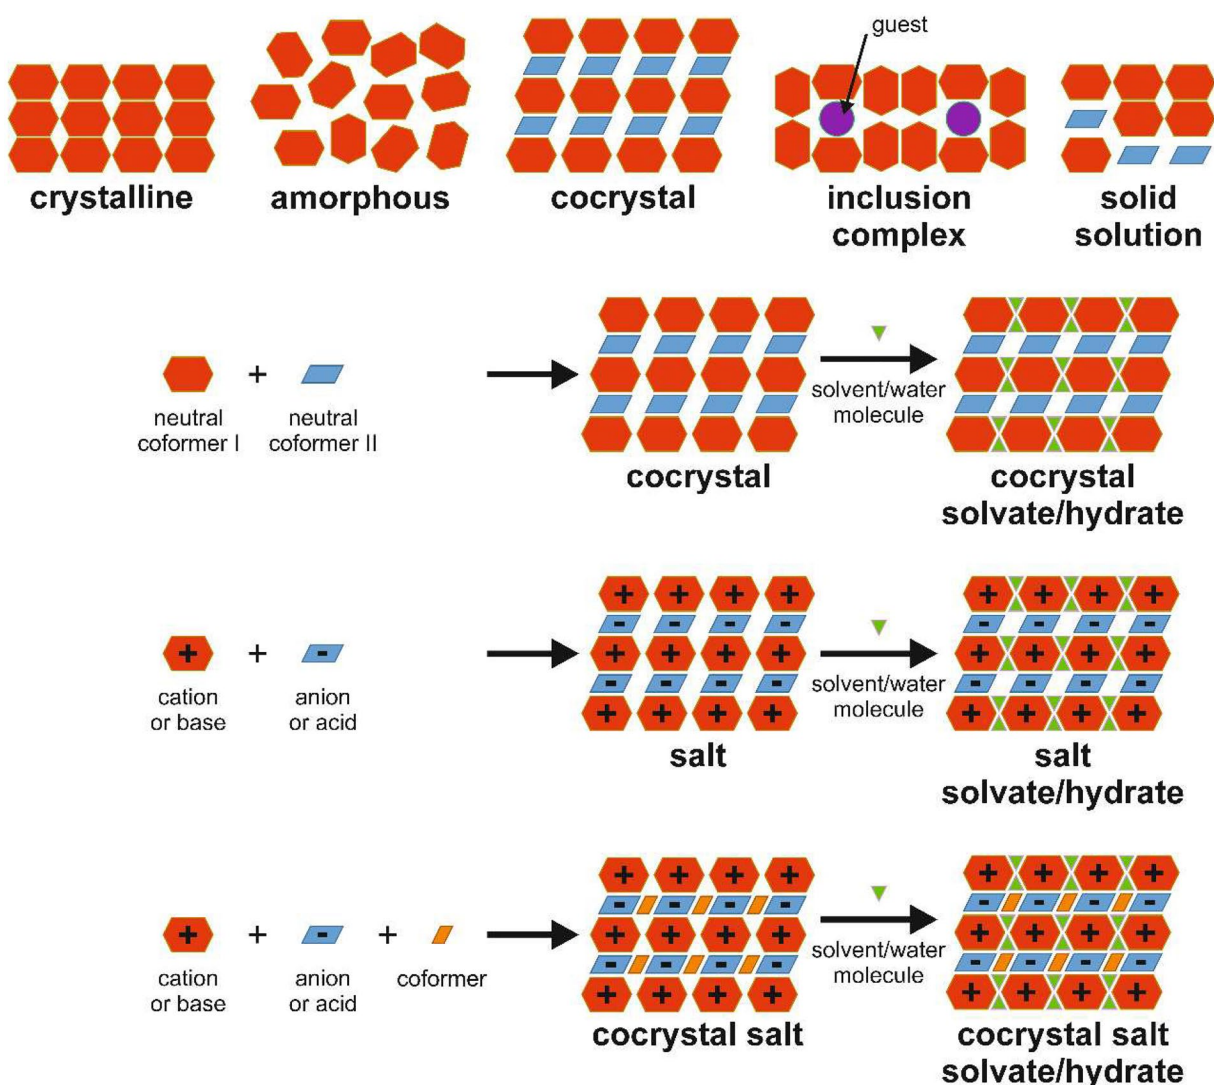 guest
crystalline
amorphous
cocrystal
inclusion
complex
solid
solution
+
neutral
coformer I
neutral
coformer II
cocrystal
solvent/water
molecule
cocrystal
solvate/hydrate
+ + + +
- - - -
+ + + +
- - - -
+ + + +
+ + -
cation
or base
anion
or acid
salt
solvent/water
molecule
+ + + +
- - - -
+ + + +
- - - -
+ + + +
salt
solvate/hydrate
+ + + +
- - - -
+ + + +
- - - -
+ + + +
+ + - +
cation
or base
anion
or acid
coformer
cocrystal salt
solvent/water
molecule
+ + + +
- - - -
+ + + +
- - - -
+ + + +
cocrystal salt
solvate/hydrate